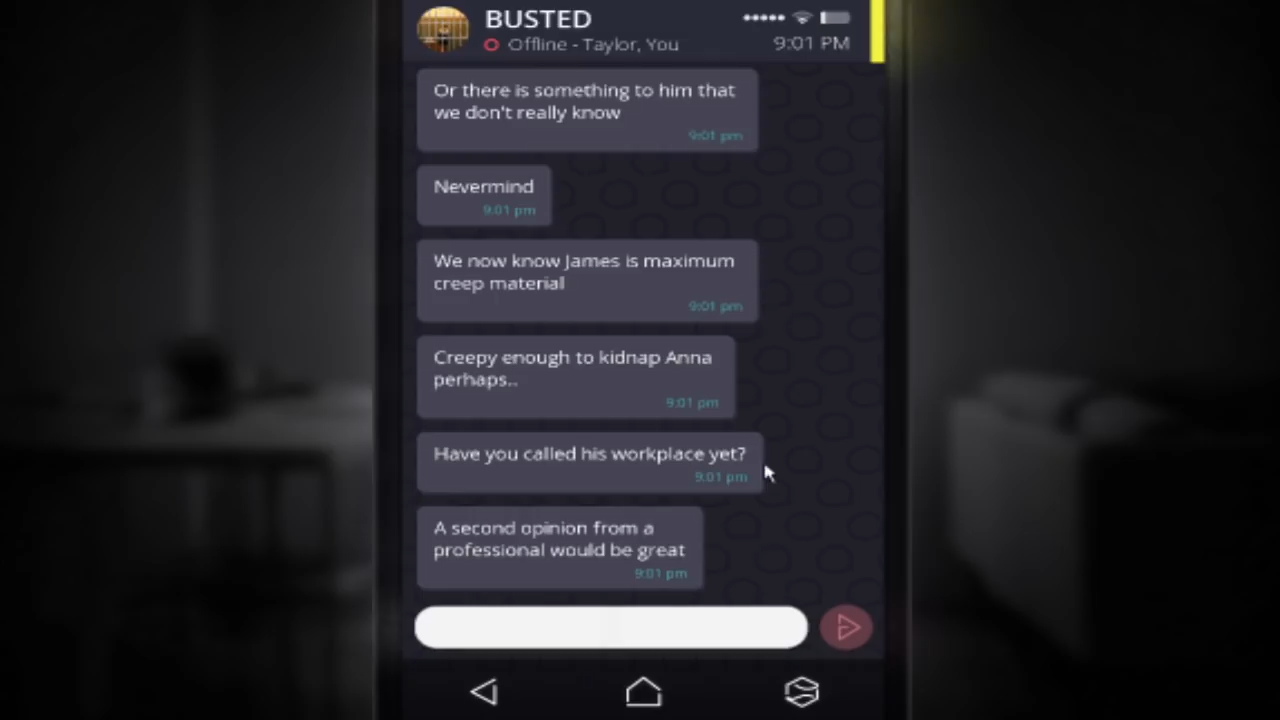 BUSTED
Offline - Taylor, You
9:01 PM
Or there is something to him that
we don't really know
9:01 pm
Nevermind
9:01 pm
We now know James is maximum
creep material
9:01 pm
Creepy enough to kidnap Anna
perhaps..
9:01 pm
Have you called his workplace yet?
9:01 pm
A second opinion from a
professional would be great
9:01 pm